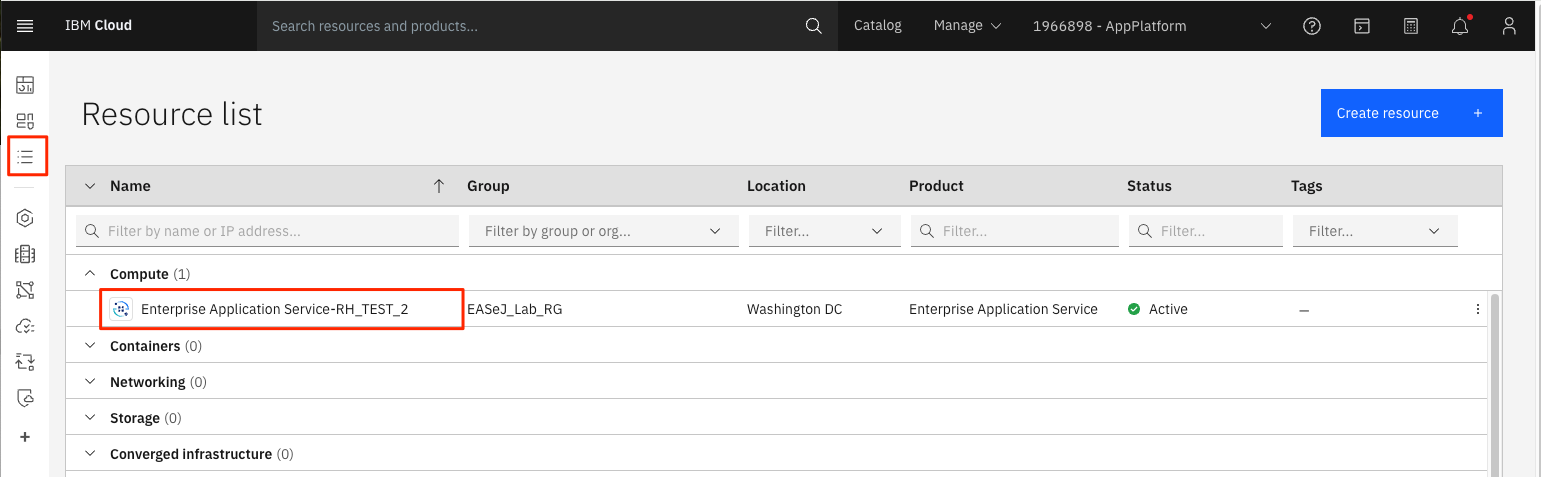 IBM Cloud Search resources and products... Catalog Manage 1966898 - AppPlatform
Resource list
Create resource +
Name Group Location Product Status Tags
Filter by name or IP address... Filter by group or org... Filter... Filter... Filter... Filter...
Compute (1)
Enterprise Application Service-RH_TEST_2 EASeJ_Lab_RG Washington DC Enterprise Application Service Active —
Containers (0)
Networking (0)
Storage (0)
Converged infrastructure (0)